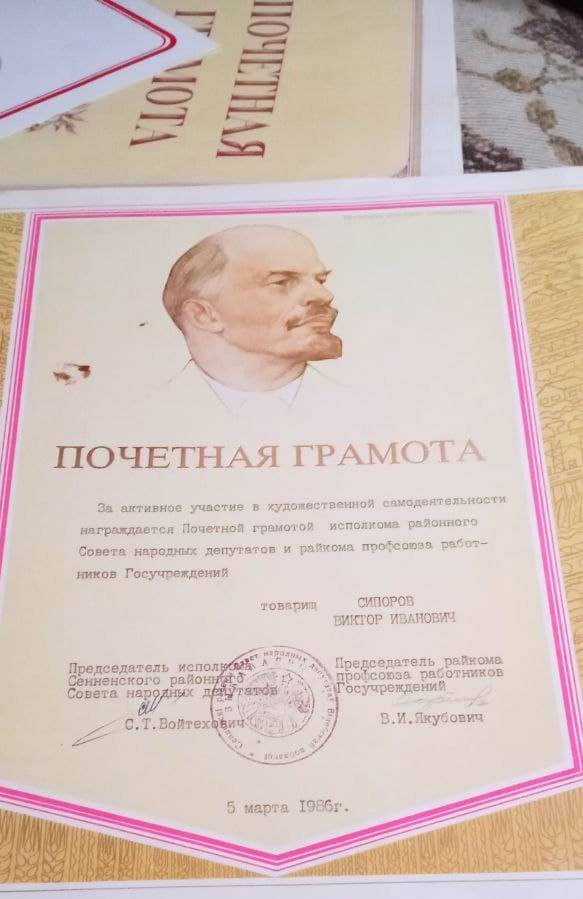 ПОЧЕТНАЯ
ГРАМОТА
ПОЧЕТНАЯ ГРАМОТА
За активное участие в художественной самодеятельности
награждается Почетной грамотой исполкома районного
Совета народных депутатов и райкома профсоюза работ-
ников Госучреждений
товарищ СИПОРОВ
ВИКТОР ИВАНОВИЧ
Председатель исполкома
Сенненского районного
Совета народных депутатов
С.Т.Войтехович
Председатель райкома
профсоюза работников
Госучреждений
В.И.Якубович
5 марта 1986г.